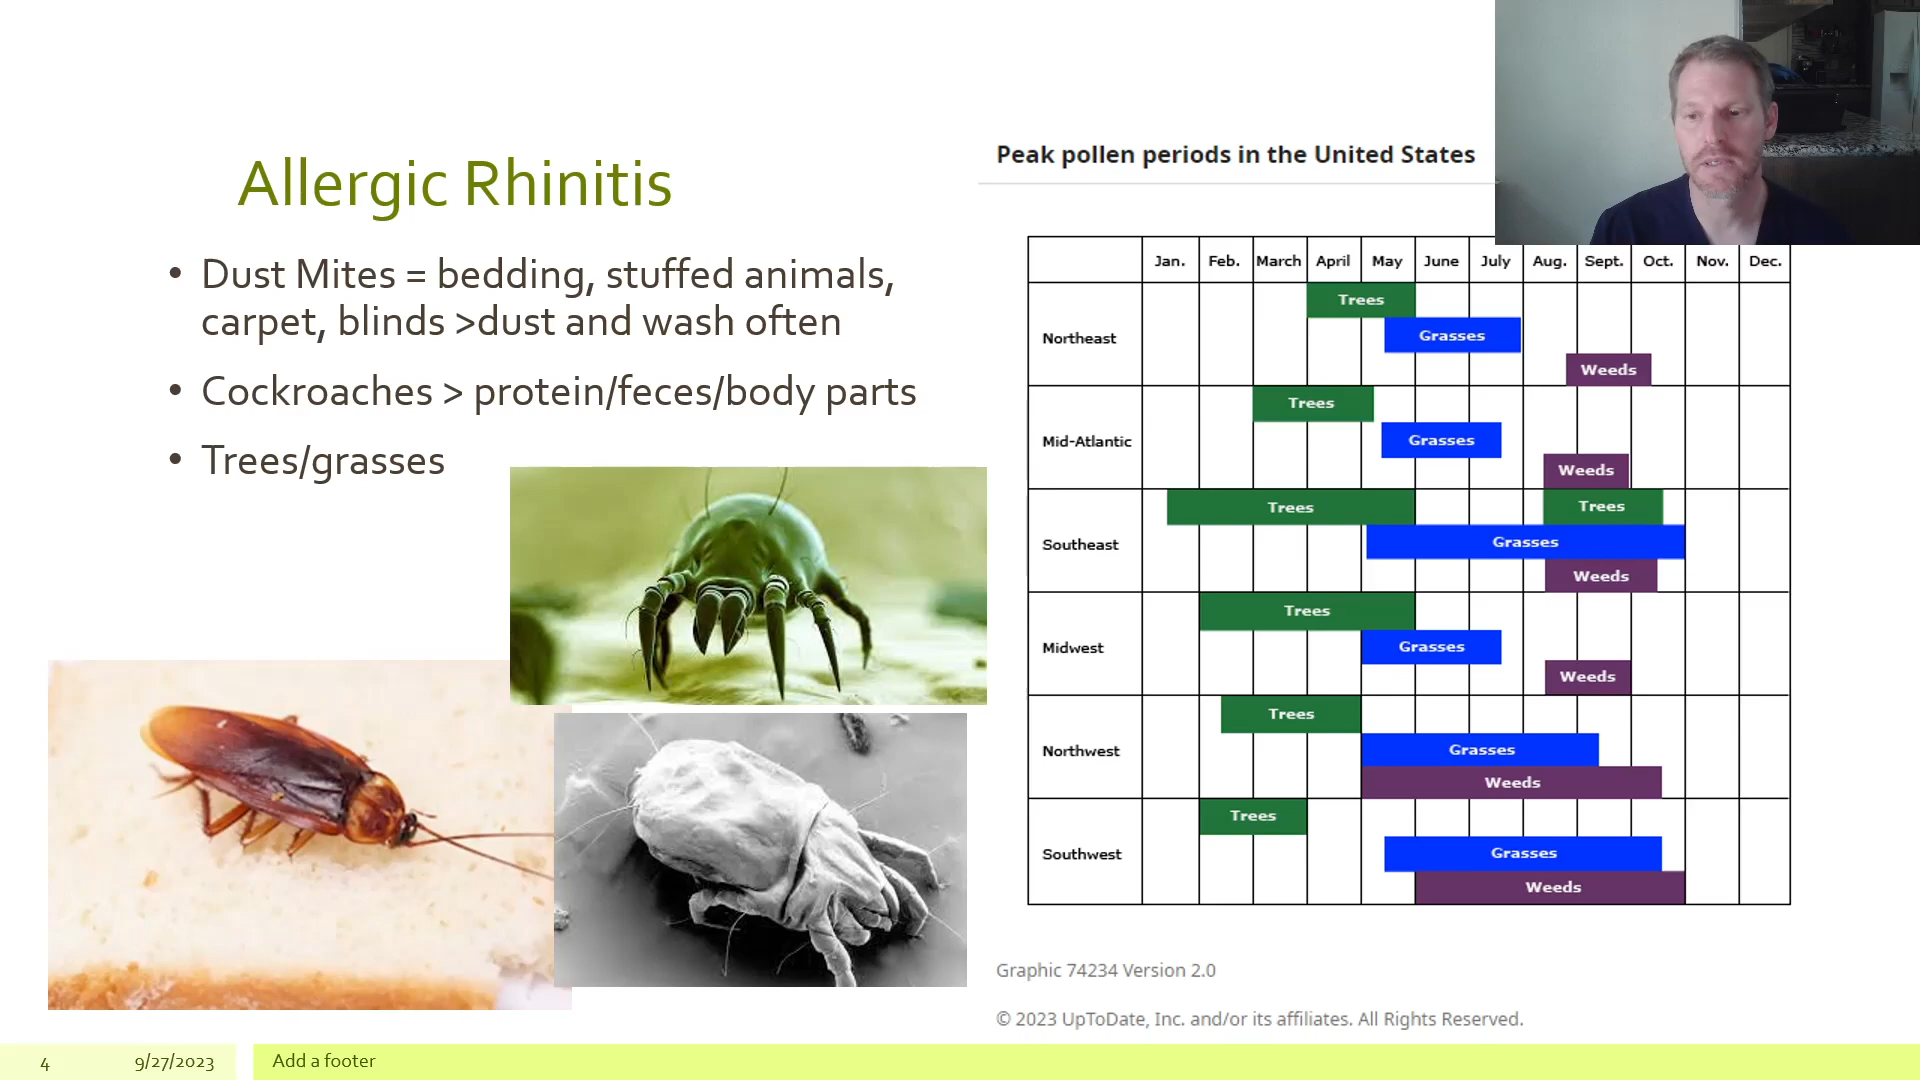 Allergic Rhinitis
• Dust Mites = bedding, stuffed animals,
carpet, blinds >dust and wash often
• Cockroaches > protein/feces/body parts
• Trees/grasses
Peak pollen periods in the United States
Jan. Feb. March April May June July Aug. Sept. Oct. Nov. Dec.
Northeast
Trees
Grasses
Weeds
Mid-Atlantic
Trees
Grasses
Weeds
Southeast
Trees Trees
Grasses
Weeds
Midwest
Trees
Grasses
Weeds
Northwest
Trees
Grasses
Weeds
Southwest
Trees
Grasses
Weeds
Graphic 74234 Version 2.0
© 2023 UpToDate, Inc. and/or its affiliates. All Rights Reserved.
4 9/27/2023 Add a footer